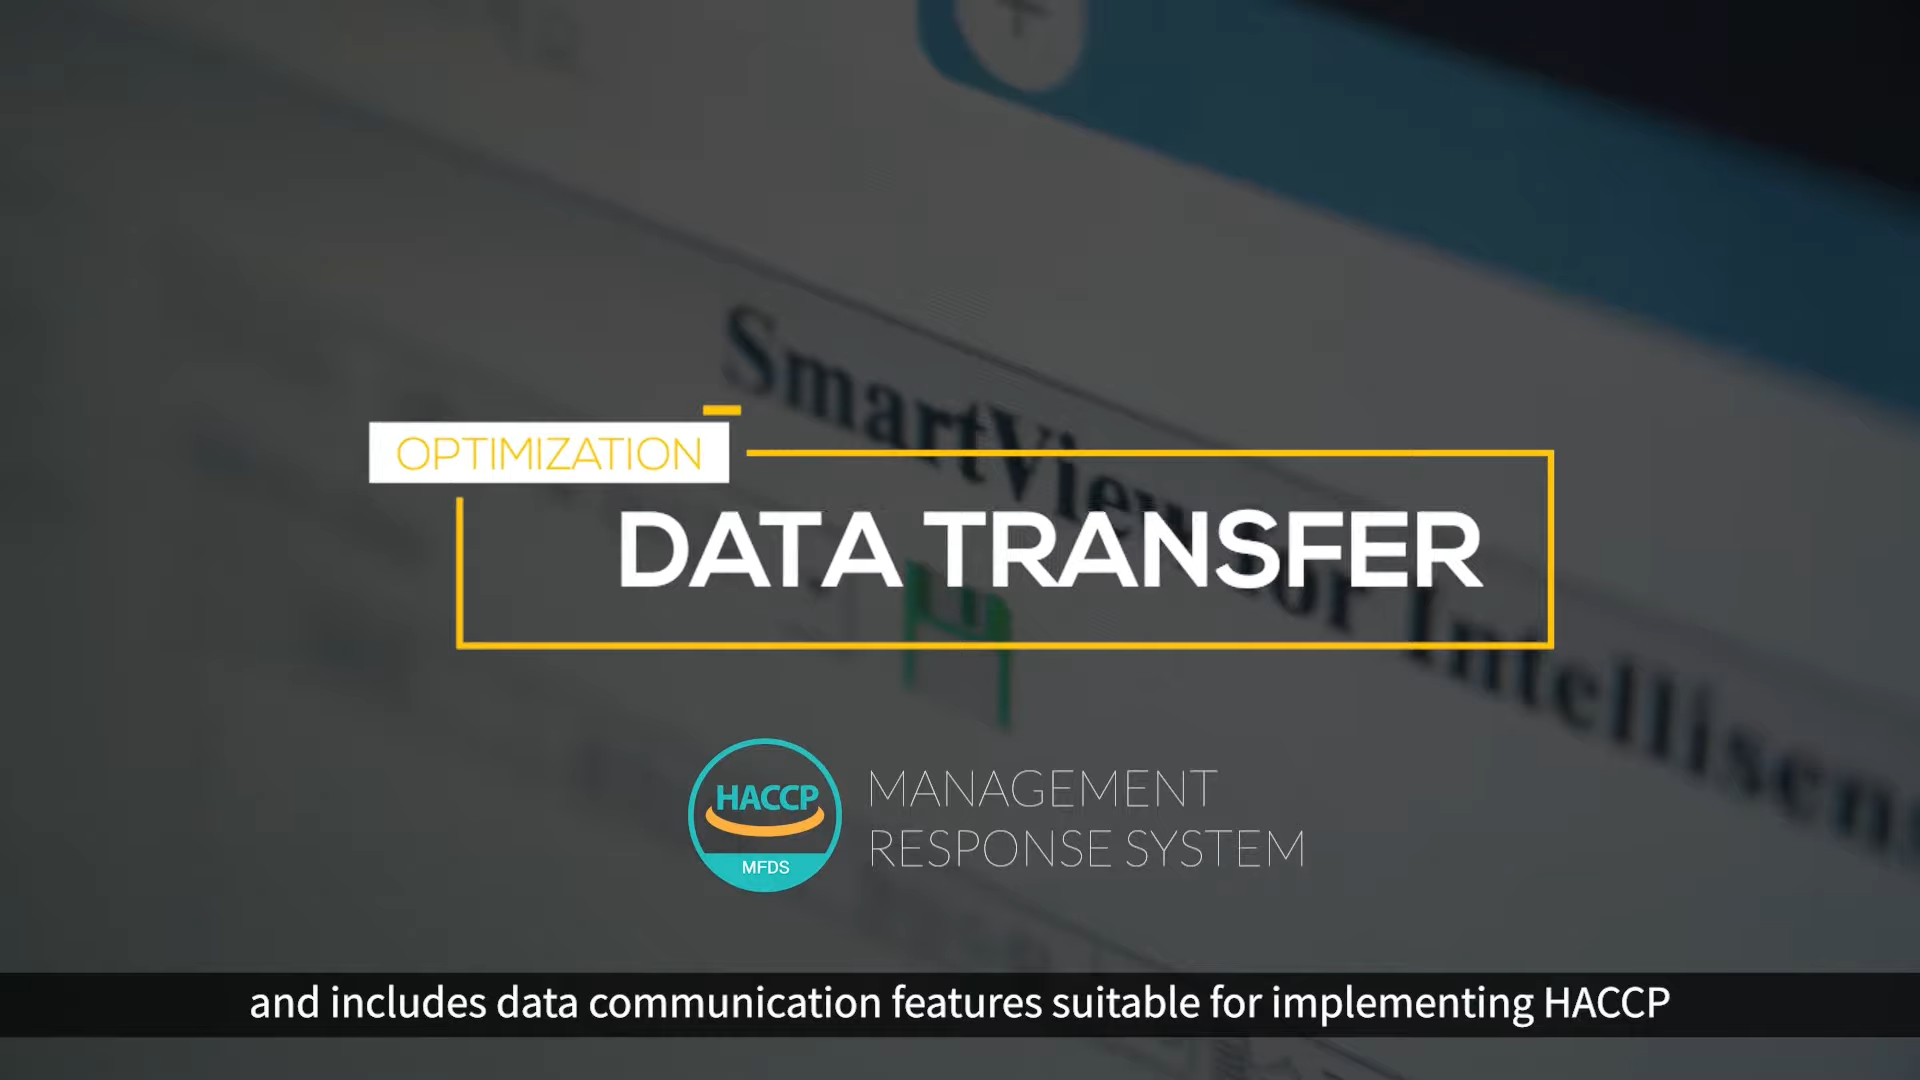 SmartView for Intellisens
OPTIMIZATION
DATA TRANSFER
HACCP
MFDS
MANAGEMENT
RESPONSE SYSTEM
and includes data communication features suitable for implementing HACCP